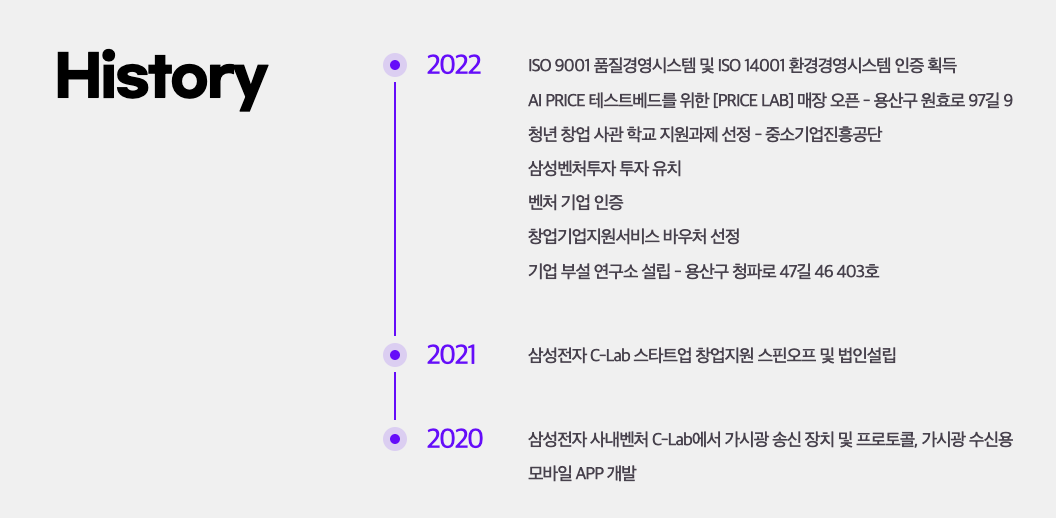 History
2022
ISO 9001 품질경영시스템 및 ISO 14001 환경경영시스템 인증 획득
AI PRICE 테스트베드를 위한 [PRICE LAB] 매장 오픈 - 용산구 원효로 97길 9
청년 창업 사관 학교 지원과제 선정 - 중소기업진흥공단
삼성벤처투자 투자 유치
벤처 기업 인증
창업기업지원서비스 바우처 선정
기업 부설 연구소 설립 - 용산구 청파로 47길 46 403호
2021
삼성전자 C-Lab 스타트업 창업지원 스핀오프 및 법인설립
2020
삼성전자 사내벤처 C-Lab에서 가시광 송신 장치 및 프로토콜, 가시광 수신용
모바일 APP 개발